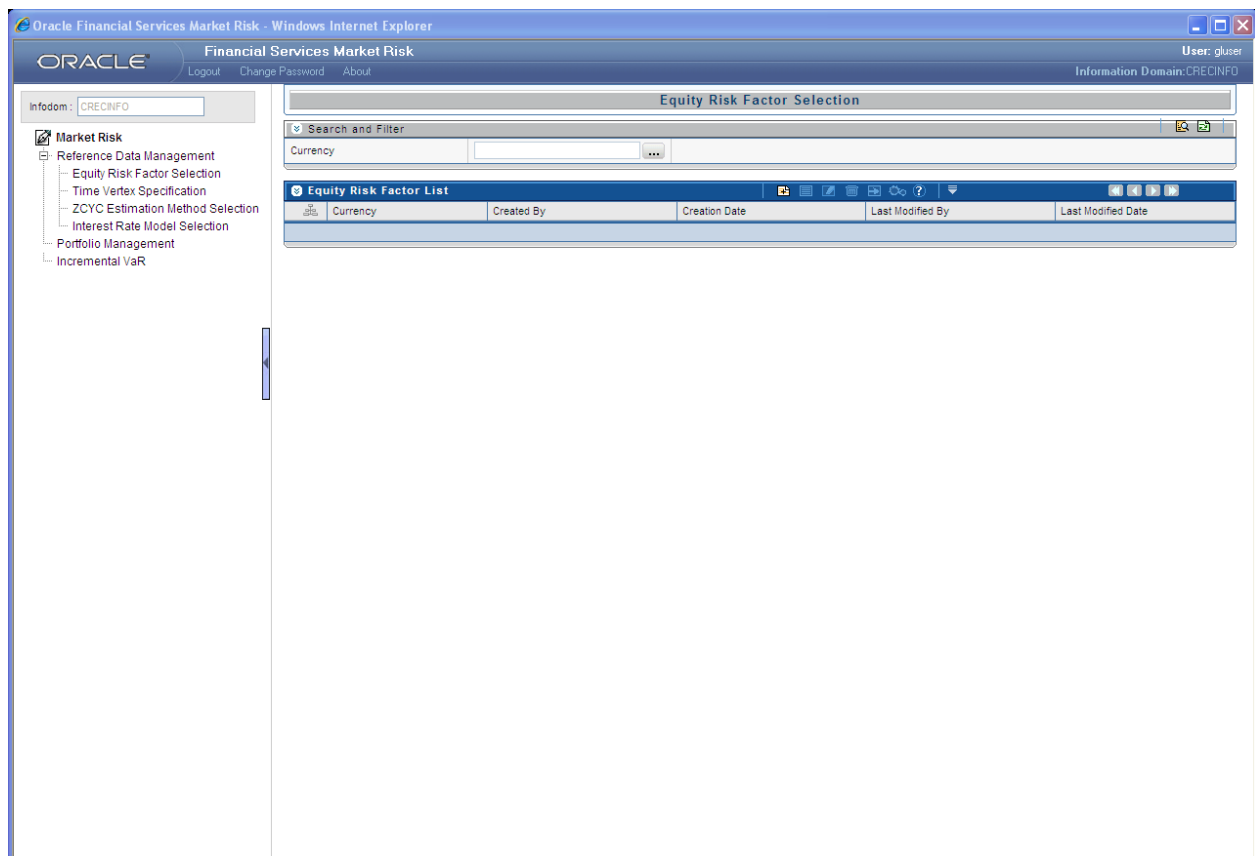 Oracle Financial Services Market Risk - Windows Internet Explorer
ORACLE
Financial Services Market Risk
User: gluser
Logout Change Password About
Information Domain:CRECINFO
Infodom : CRECINFO
Market Risk
Reference Data Management
Equity Risk Factor Selection
Time Vertex Specification
ZCYC Estimation Method Selection
Interest Rate Model Selection
Portfolio Management
Incremental VaR
Equity Risk Factor Selection
Search and Filter
Currency ...
Equity Risk Factor List
Currency Created By Creation Date Last Modified By Last Modified Date